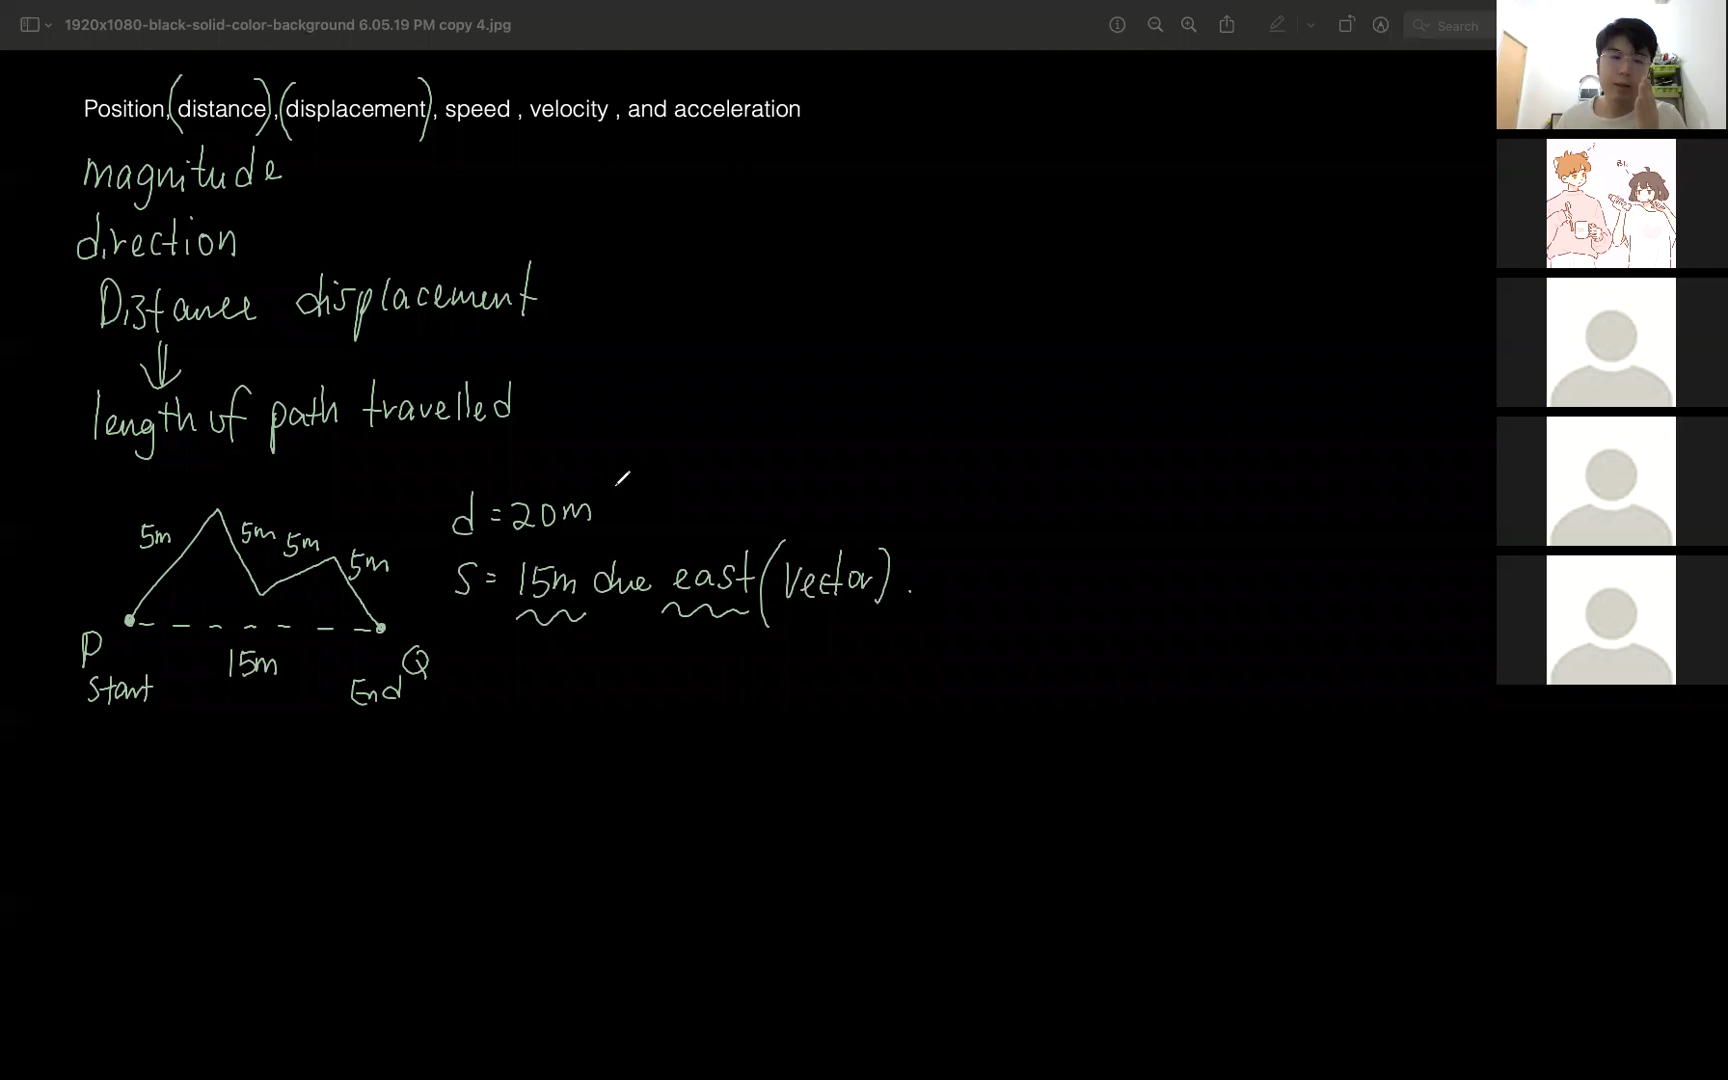 1920x1080-black-solid-color-background 6.05.19 PM copy 4.jpg
Search
Position, (distance), (displacement), speed , velocity , and acceleration
magnitude
direction
Distance displacement
⇓
length of path travelled
5m 5m 5m 5m
d = 20m
S = 15m due east (Vector).
P 15m Q
Start End